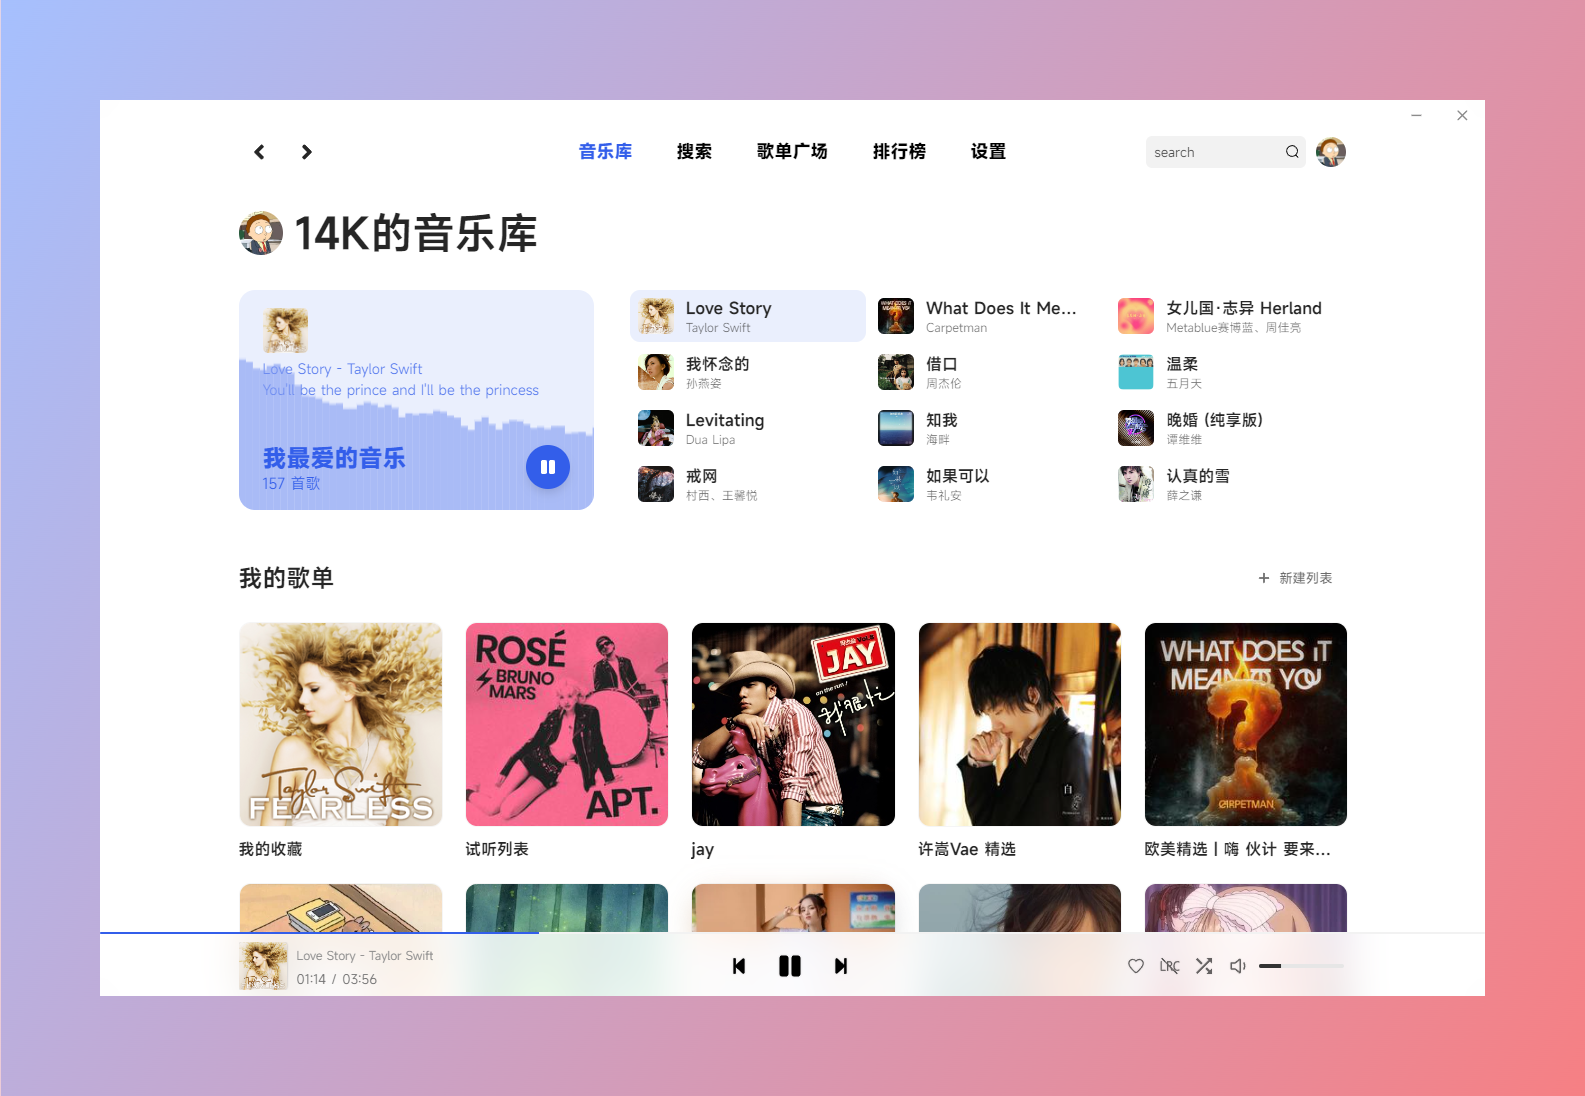 音乐库
搜索
歌单广场
排行榜
设置
search
14K的音乐库
Love Story - Taylor Swift
You'll be the prince and I'll be the princess
我最爱的音乐
157 首歌
Love Story
Taylor Swift
What Does It Me...
Carpetman
女儿国·志异 Herland
Metablue赛博蓝、周佳亮
我怀念的
孙燕姿
借口
周杰伦
温柔
五月天
Levitating
Dua Lipa
知我
海畔
晚婚 (纯享版)
谭维维
戒网
村西、王馨悦
如果可以
韦礼安
认真的雪
薛之谦
我的歌单
+ 新建列表
Taylor Swift
FEARLESS
ROSÉ
BRUNO
MARS
APT.
JAY
on the run!
我很忙
自
WHAT DOES IT
MEAN TO YOU
CARPETMAN
我的收藏
试听列表
jay
许嵩Vae 精选
欧美精选丨嗨 伙计 要来...
Love Story - Taylor Swift
01:14 / 03:56
LRC